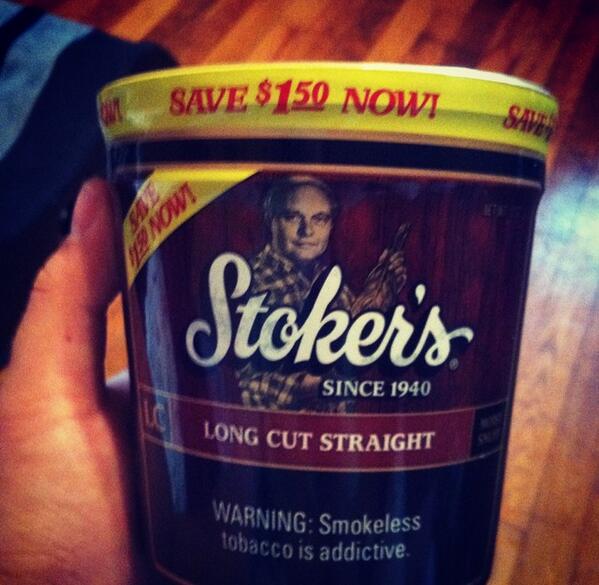 SAVE $1.50 NOW!
SAVE
SAVE
$1.50 NOW!
Stoker's
SINCE 1940
LC
LONG CUT STRAIGHT
WARNING: Smokeless
tobacco is addictive.